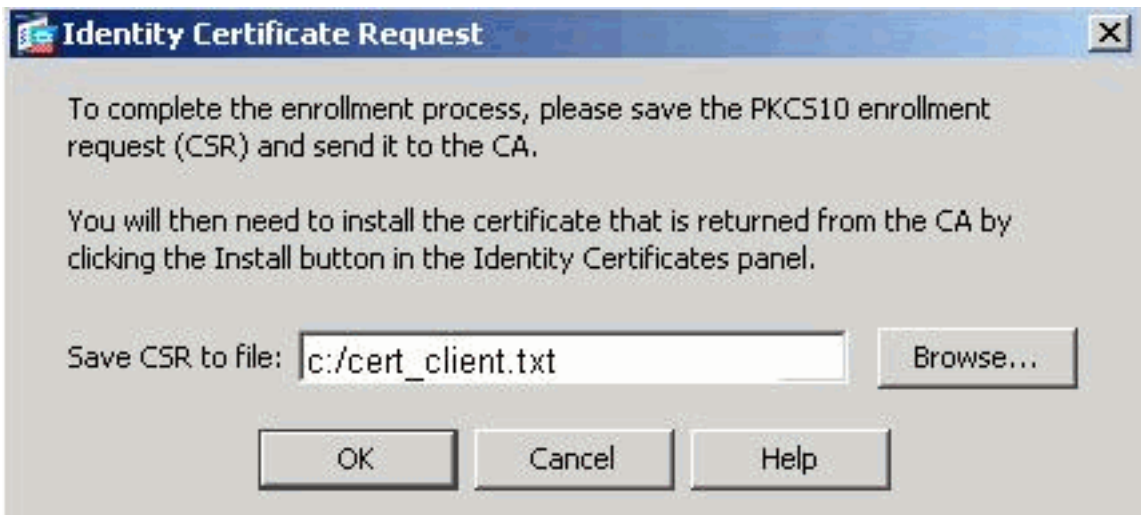 Identity Certificate Request
To complete the enrollment process, please save the PKCS10 enrollment
request (CSR) and send it to the CA.
You will then need to install the certificate that is returned from the CA by
clicking the Install button in the Identity Certificates panel.
Save CSR to file: c:/cert_client.txt Browse...
OK Cancel Help